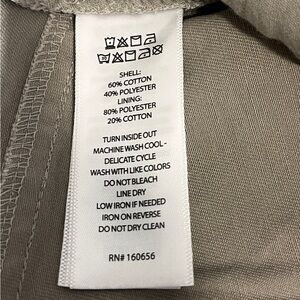 SHELL:
60% COTTON
40% POLYESTER
LINING:
80% POLYESTER
20% COTTON
TURN INSIDE OUT
MACHINE WASH COOL -
DELICATE CYCLE
WASH WITH LIKE COLORS
DO NOT BLEACH
LINE DRY
LOW IRON IF NEEDED
IRON ON REVERSE
DO NOT DRY CLEAN
RN# 160656